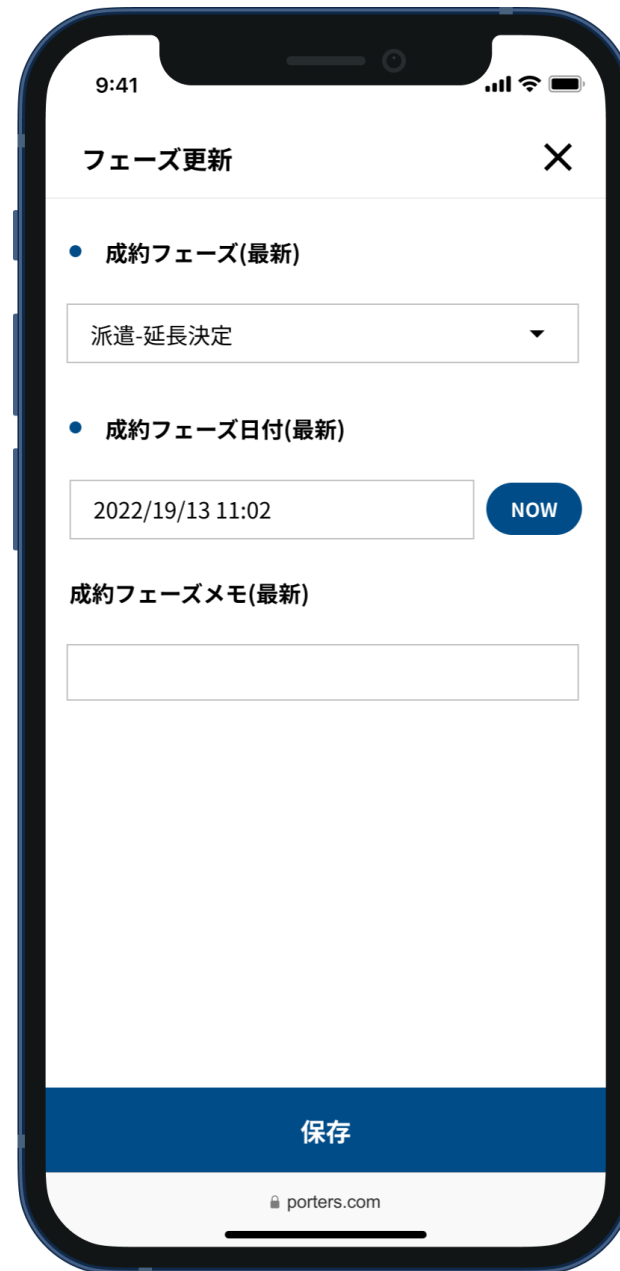 9:41
フェーズ更新
成約フェーズ(最新)
派遣-延長決定
成約フェーズ日付(最新)
2022/19/13 11:02
NOW
成約フェーズメモ(最新)
保存
porters.com